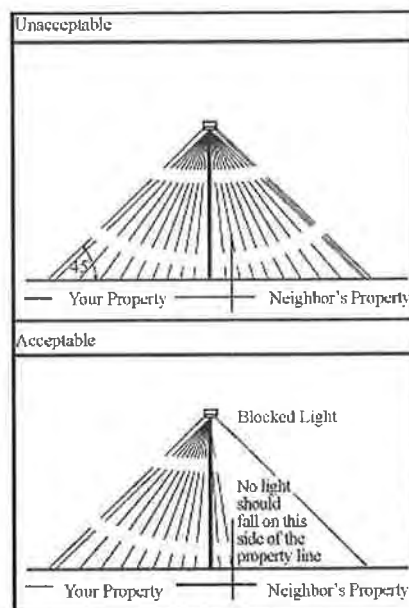 Unacceptable
45
Your Property
Neighbor's Property
Acceptable
Blocked Light
No light
should
fall on this
side of the
property line
Your Property
Neighbor's Property